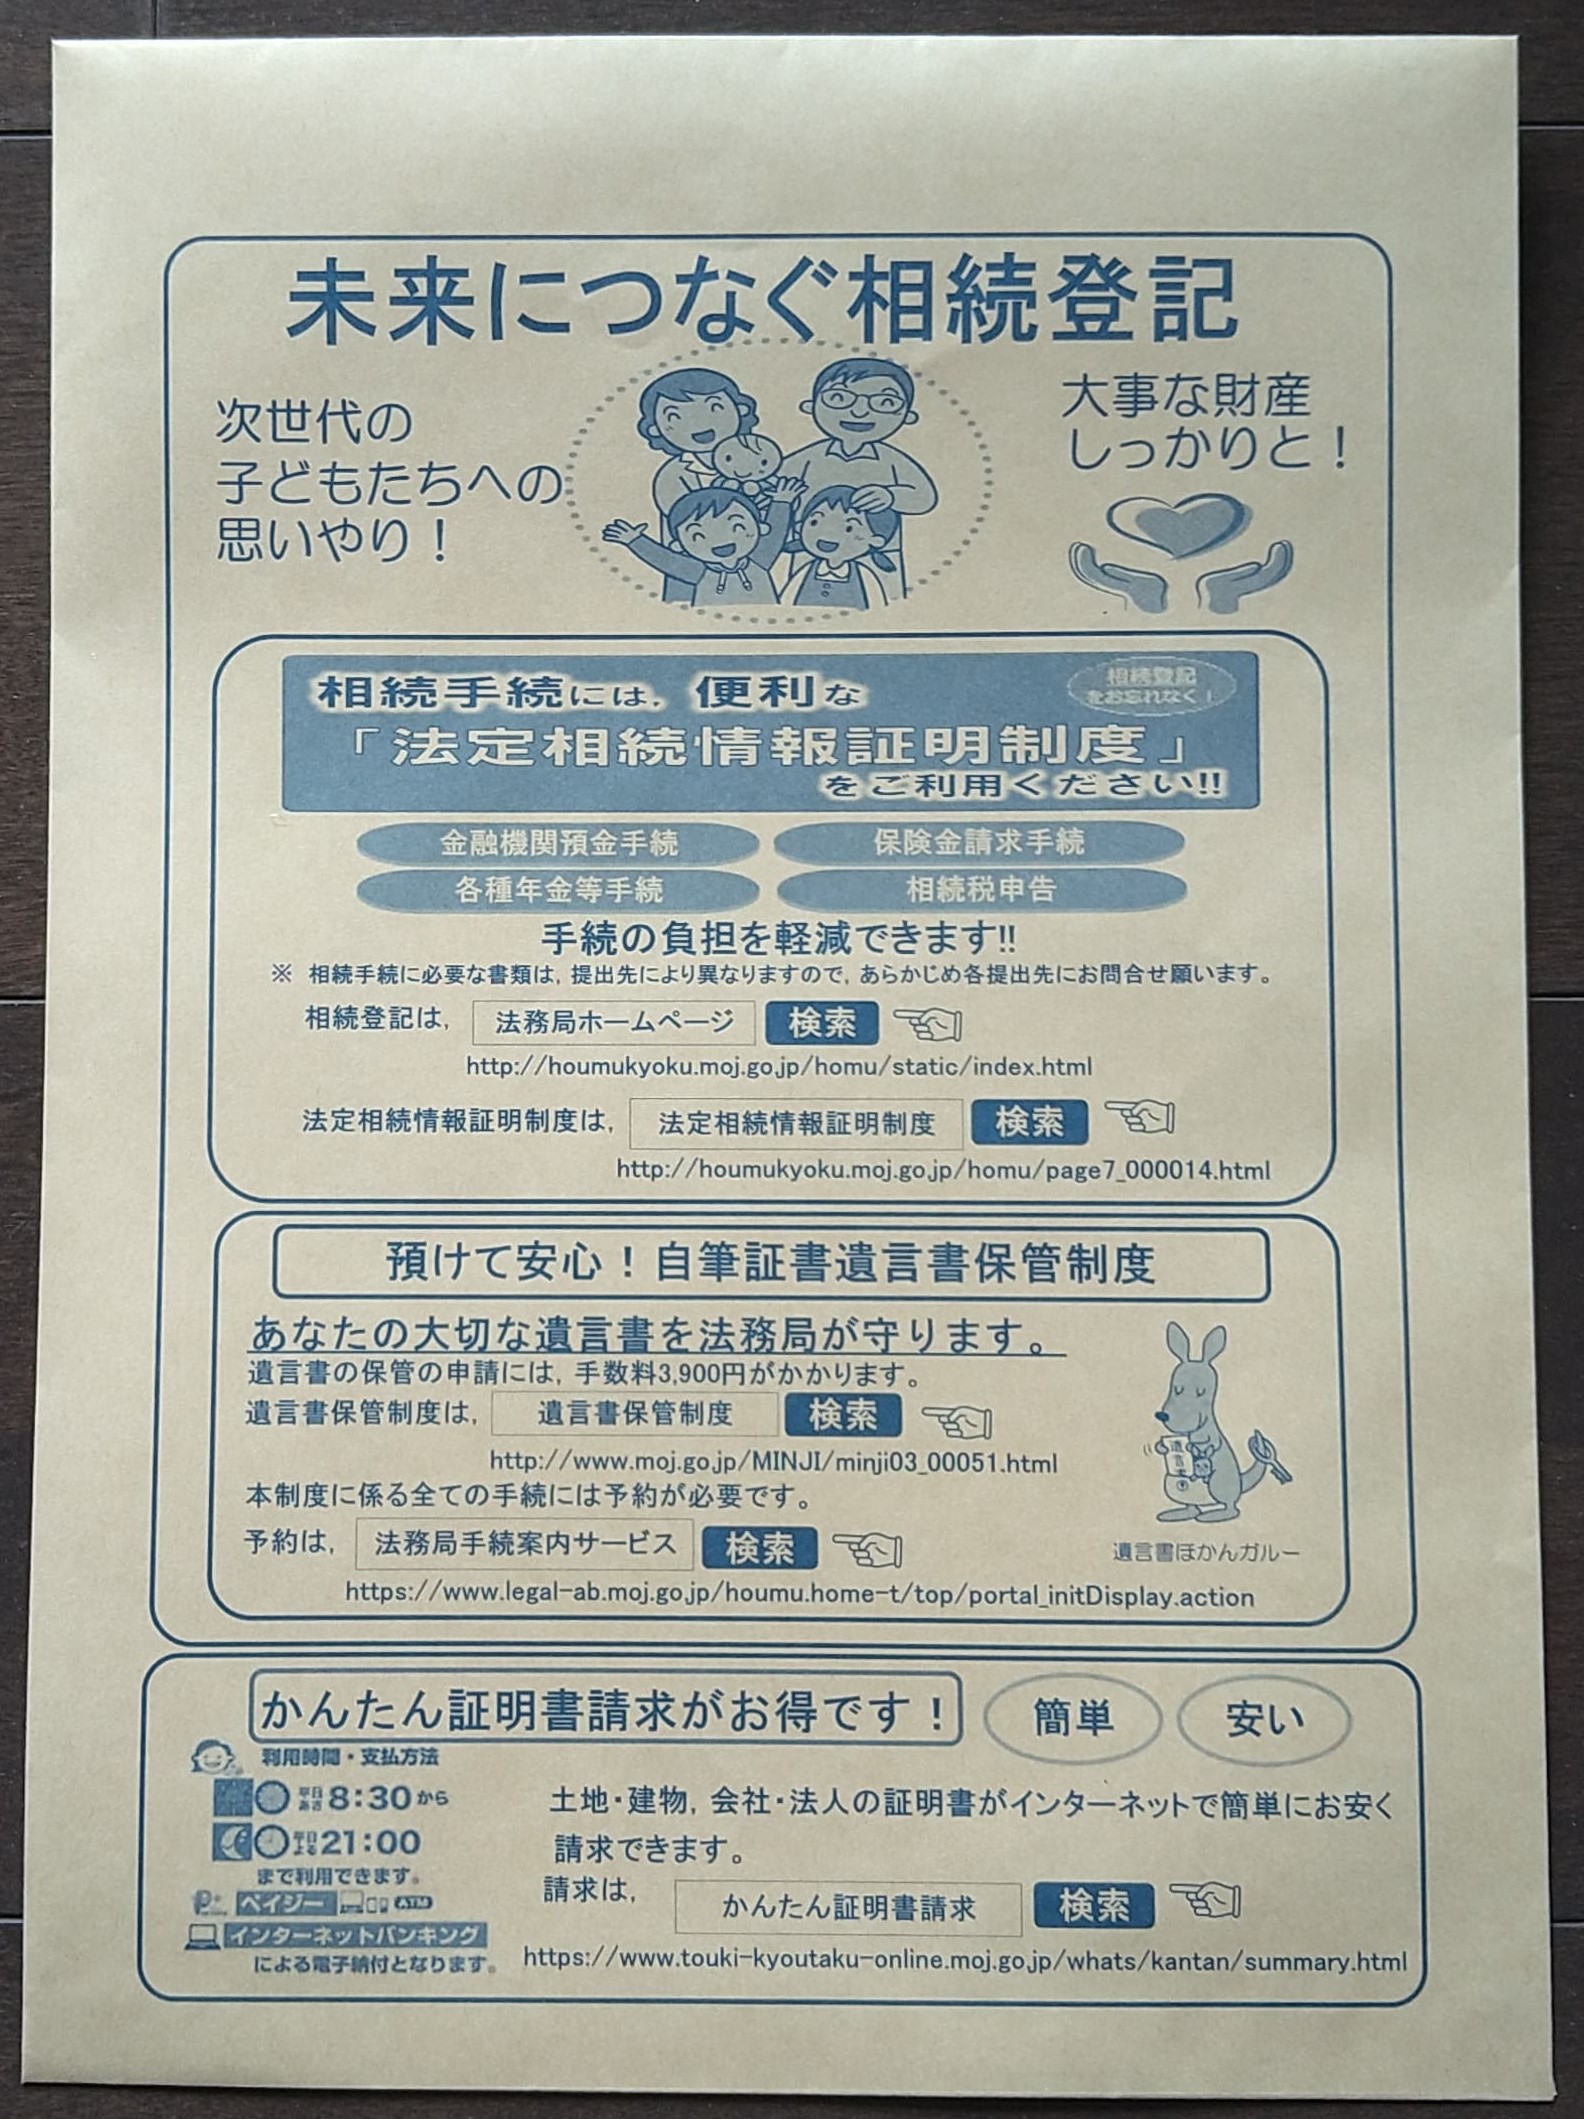 未来につなぐ相続登記
次世代の
子どもたちへの
思いやり！
大事な財産
しっかりと！
相続手続には，便利な
相続登記
をお忘れなく！
「法定相続情報証明制度」
をご利用ください!!
金融機関預金手続
保険金請求手続
各種年金等手続
相続税申告
手続の負担を軽減できます!!
※ 相続手続に必要な書類は，提出先により異なりますので，あらかじめ各提出先にお問合せ願います。
相続登記は， 法務局ホームページ 検索
http://houmukyoku.moj.go.jp/homu/static/index.html
法定相続情報証明制度は， 法定相続情報証明制度 検索
http://houmukyoku.moj.go.jp/homu/page7_000014.html
預けて安心！自筆証書遺言書保管制度
あなたの大切な遺言書を法務局が守ります。
遺言書の保管の申請には，手数料3,900円がかかります。
遺言書保管制度は， 遺言書保管制度 検索
http://www.moj.go.jp/MINJI/minji03_00051.html
本制度に係る全ての手続には予約が必要です。
予約は， 法務局手続案内サービス 検索
https://www.legal-ab.moj.go.jp/houmu.home-t/top/portal_initDisplay.action
遺言書
遺言書ほかんガルー
かんたん証明書請求がお得です！ 簡単 安い
利用時間・支払方法
平日あさ8:30から
平日よる21:00
まで利用できます。
ペイジー ATM
インターネットバンキング
による電子納付となります。
土地・建物，会社・法人の証明書がインターネットで簡単にお安く
請求できます。
請求は， かんたん証明書請求 検索
https://www.touki-kyoutaku-online.moj.go.jp/whats/kantan/summary.html